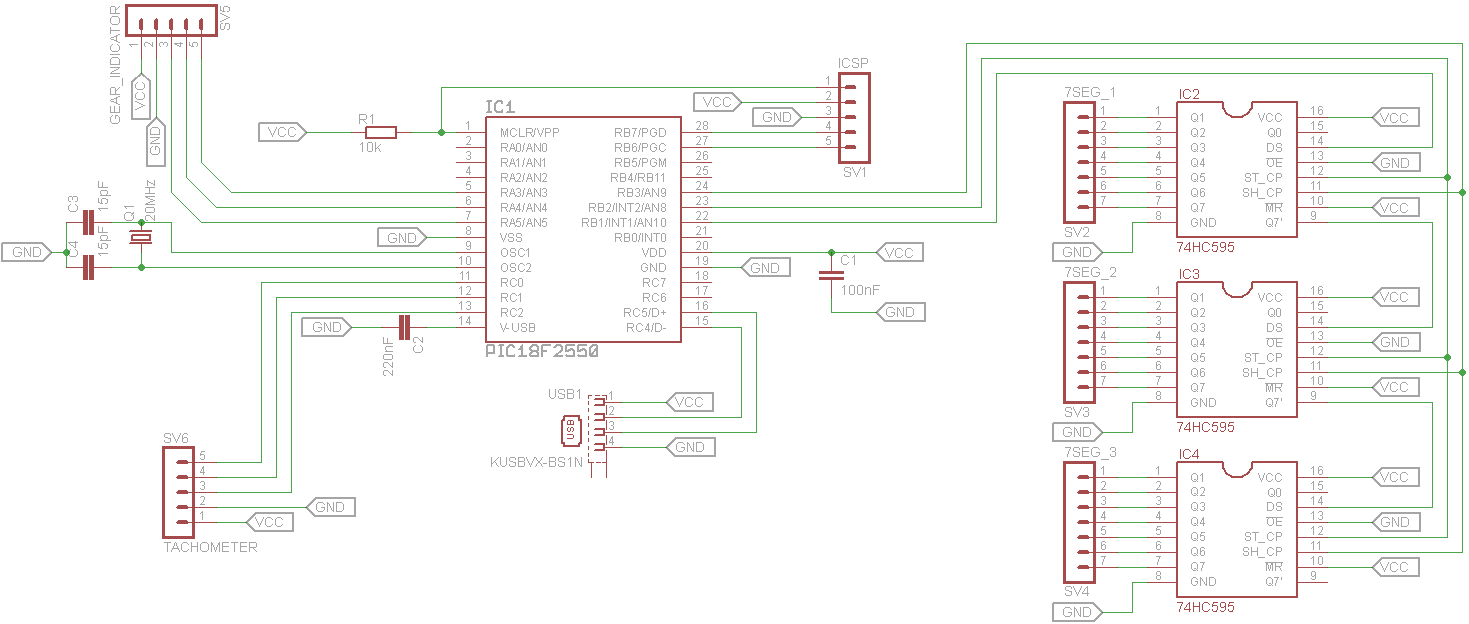 GEAR_INDICATOR
SV5
1
2
3
4
5
VCC
GND
VCC
R1
10k
IC1
PIC18F2550
1 MCLR/VPP RB7/PGD 28
2 RA0/AN0 RB6/PGC 27
3 RA1/AN1 RB5/PGM 26
4 RA2/AN2 RB4/RB11 25
5 RA3/AN3 RB3/AN9 24
6 RA4/AN4 RB2/INT2/AN8 23
7 RA5/AN5 RB1/INT1/AN10 22
8 VSS RB0/INT0 21
9 OSC1 VDD 20
10 OSC2 GND 19
11 RC0 RC7 18
12 RC1 RC6 17
13 RC2 RC5/D+ 16
14 V-USB RC4/D- 15
ICSP
1
2
3
4
5
SV1
VCC
GND
C3
15pF
Q1
20MHz
C4
15pF
GND
GND
GND
220nF
C2
GND
VCC
C1
100nF
GND
USB1
USB
1
2
3
4
KUSBVX-BS1N
VCC
GND
SV6
5
4
3
2
1
TACHOMETER
GND
VCC
7SEG_1
1
2
3
4
5
6
7
SV2
GND
IC2
1 Q1 VCC 16
2 Q2 Q0 15
3 Q3 DS 14
4 Q4 OE 13
5 Q5 ST_CP 12
6 Q6 SH_CP 11
7 Q7 MR 10
8 GND Q7' 9
74HC595
VCC
GND
VCC
7SEG_2
1
2
3
4
5
6
7
SV3
GND
IC3
1 Q1 VCC 16
2 Q2 Q0 15
3 Q3 DS 14
4 Q4 OE 13
5 Q5 ST_CP 12
6 Q6 SH_CP 11
7 Q7 MR 10
8 GND Q7' 9
74HC595
VCC
GND
VCC
7SEG_3
1
2
3
4
5
6
7
SV4
GND
IC4
1 Q1 VCC 16
2 Q2 Q0 15
3 Q3 DS 14
4 Q4 OE 13
5 Q5 ST_CP 12
6 Q6 SH_CP 11
7 Q7 MR 10
8 GND Q7' 9
74HC595
VCC
GND
VCC